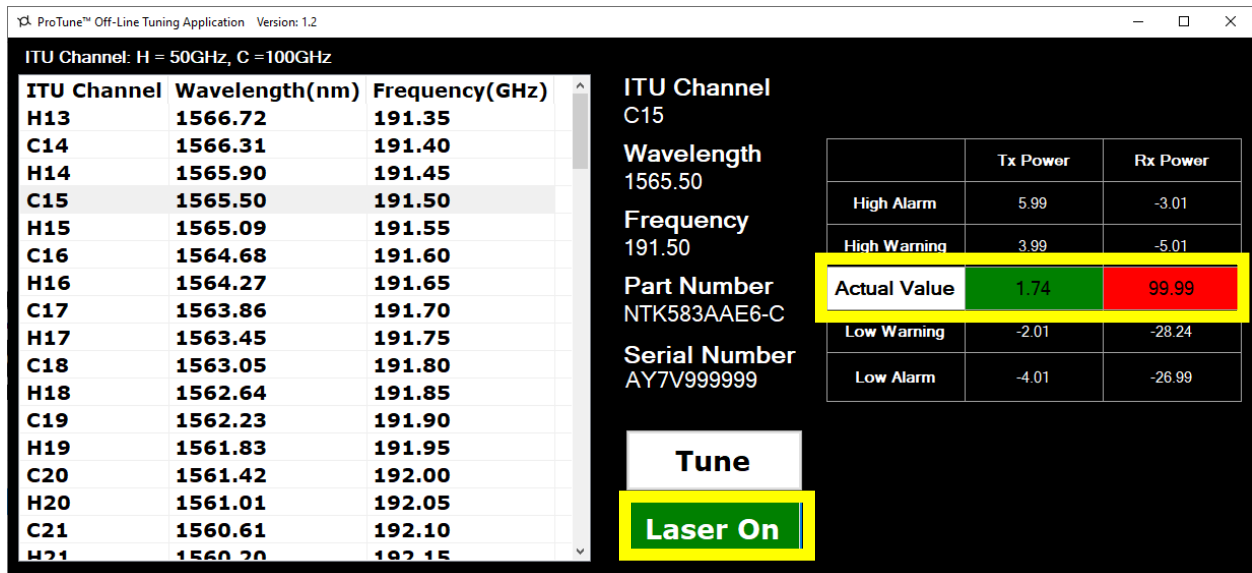 ProTune™ Off-Line Tuning Application Version: 1.2
ITU Channel: H = 50GHz, C =100GHz
ITU Channel Wavelength(nm) Frequency(GHz)
H13 1566.72 191.35
C14 1566.31 191.40
H14 1565.90 191.45
C15 1565.50 191.50
H15 1565.09 191.55
C16 1564.68 191.60
H16 1564.27 191.65
C17 1563.86 191.70
H17 1563.45 191.75
C18 1563.05 191.80
H18 1562.64 191.85
C19 1562.23 191.90
H19 1561.83 191.95
C20 1561.42 192.00
H20 1561.01 192.05
C21 1560.61 192.10
H21 1560.20 192.15
ITU Channel
C15
Wavelength
1565.50
Frequency
191.50
Part Number
NTK583AAE6-C
Serial Number
AY7V999999
Tx Power Rx Power
High Alarm 5.99 -3.01
High Warning 3.99 -5.01
Actual Value 1.74 99.99
Low Warning -2.01 -28.24
Low Alarm -4.01 -26.99
Tune
Laser On